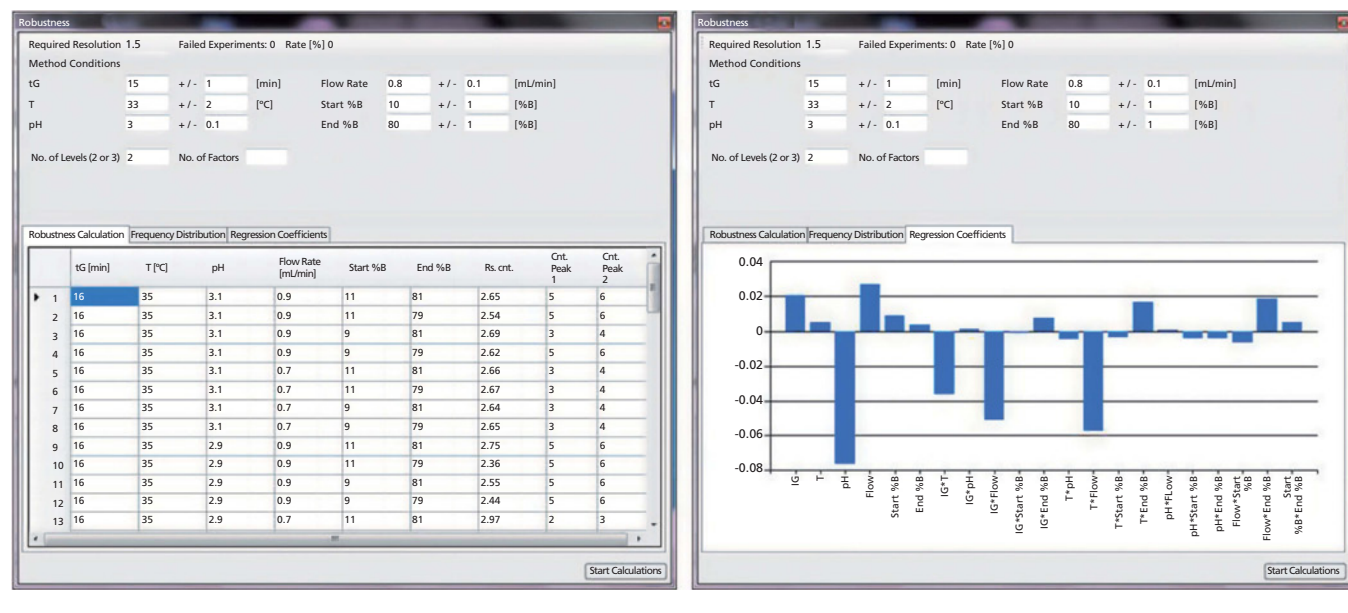 Robustness
Required Resolution 1.5 Failed Experiments: 0 Rate [%] 0
Method Conditions
tG 15 +/- 1 [min] Flow Rate 0.8 +/- 0.1 [mL/min]
T 33 +/- 2 [ºC] Start %B 10 +/- 1 [%B]
pH 3 +/- 0.1 End %B 80 +/- 1 [%B]
No. of Levels (2 or 3) 2 No. of Factors
Robustness Calculation Frequency Distribution Regression Coefficients
tG [min] T [ºC] pH Flow Rate [mL/min] Start %B End %B Rs. cnt. Cnt. Peak 1 Cnt. Peak 2
1 16 35 3.1 0.9 11 81 2.65 5 6
2 16 35 3.1 0.9 11 79 2.54 5 6
3 16 35 3.1 0.9 9 81 2.69 3 4
4 16 35 3.1 0.9 9 79 2.62 5 6
5 16 35 3.1 0.7 11 81 2.66 3 4
6 16 35 3.1 0.7 11 79 2.67 3 4
7 16 35 3.1 0.7 9 81 2.64 3 4
8 16 35 3.1 0.7 9 79 2.65 3 4
9 16 35 2.9 0.9 11 81 2.75 5 6
10 16 35 2.9 0.9 11 79 2.36 5 6
11 16 35 2.9 0.9 9 81 2.55 5 6
12 16 35 2.9 0.9 9 79 2.44 5 6
13 16 35 2.9 0.7 11 81 2.97 2 3
Start Calculations
Robustness
Required Resolution 1.5 Failed Experiments: 0 Rate [%] 0
Method Conditions
tG 15 +/- 1 [min] Flow Rate 0.8 +/- 0.1 [mL/min]
T 33 +/- 2 [ºC] Start %B 10 +/- 1 [%B]
pH 3 +/- 0.1 End %B 80 +/- 1 [%B]
No. of Levels (2 or 3) 2 No. of Factors
Robustness Calculation Frequency Distribution Regression Coefficients
0.04
0.02
0
-0.02
-0.04
-0.06
-0.08
IG
T
pH
Flow
Start %B
End %B
IG*T
IG*pH
IG*Flow
IG*Start %B
IG*End %B
T*pH
T*Flow
T*Start %B
T*End %B
pH*FLow
pH*Start %B
pH*End %B
Flow*Start
%B
Flow*End %B
Start
%B*End %B
Start Calculations